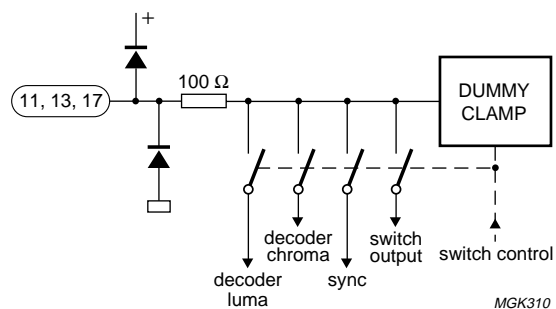 +
100 Ω
11, 13, 17
DUMMY
CLAMP
decoder
luma
decoder
chroma
sync
switch
output
switch control
MGK310